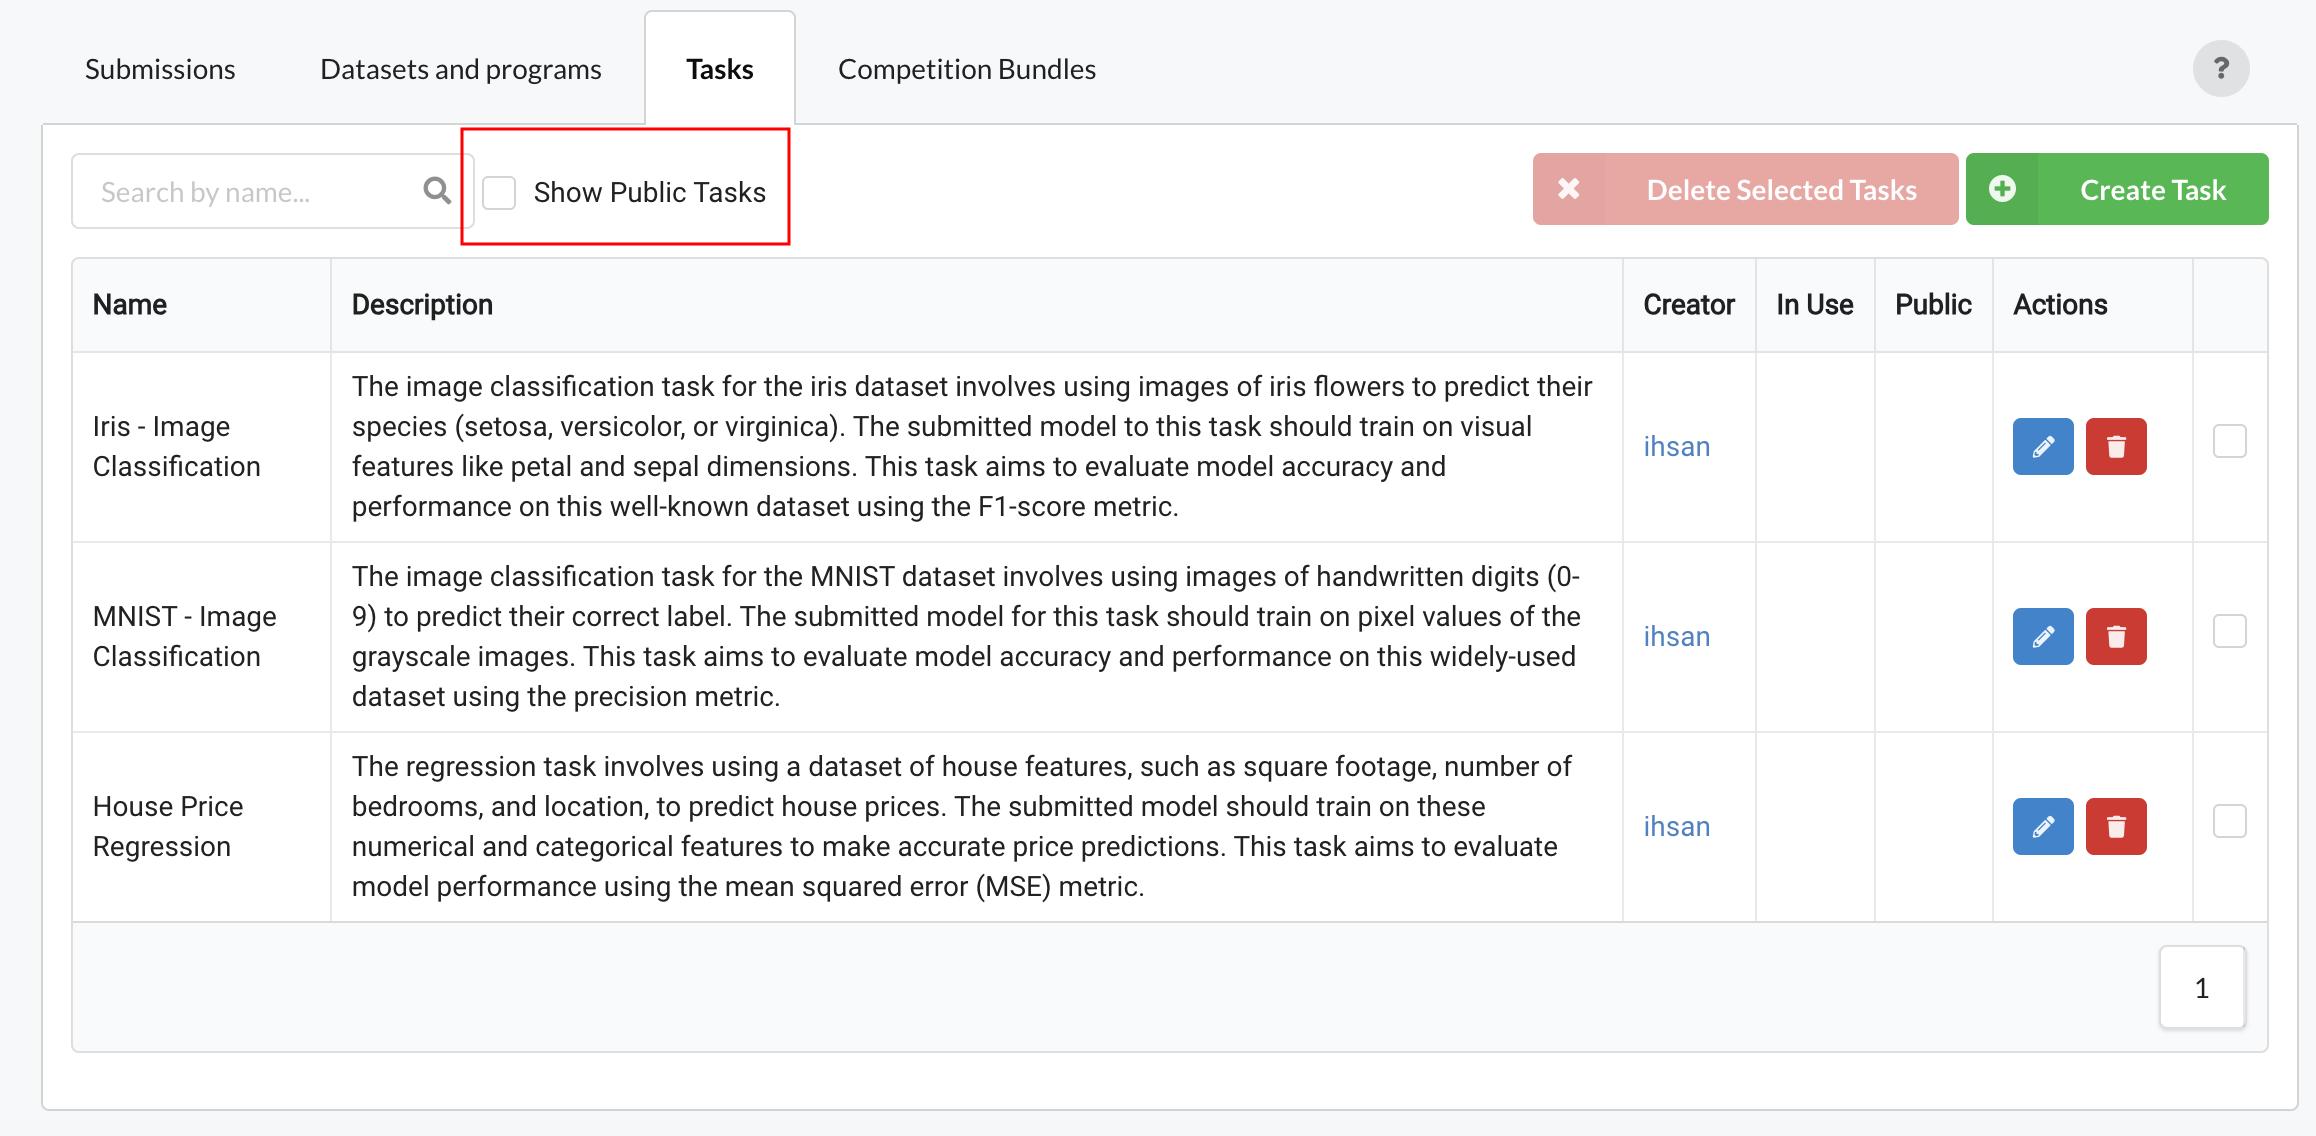 Submissions
Datasets and programs
Tasks
Competition Bundles
?
Search by name...
Show Public Tasks
Delete Selected Tasks
Create Task
Name
Description
Creator
In Use
Public
Actions
Iris - Image
Classification
The image classification task for the iris dataset involves using images of iris flowers to predict their
species (setosa, versicolor, or virginica). The submitted model to this task should train on visual
features like petal and sepal dimensions. This task aims to evaluate model accuracy and
performance on this well-known dataset using the F1-score metric.
ihsan
MNIST - Image
Classification
The image classification task for the MNIST dataset involves using images of handwritten digits (0-
9) to predict their correct label. The submitted model for this task should train on pixel values of the
grayscale images. This task aims to evaluate model accuracy and performance on this widely-used
dataset using the precision metric.
ihsan
House Price
Regression
The regression task involves using a dataset of house features, such as square footage, number of
bedrooms, and location, to predict house prices. The submitted model should train on these
numerical and categorical features to make accurate price predictions. This task aims to evaluate
model performance using the mean squared error (MSE) metric.
ihsan
1